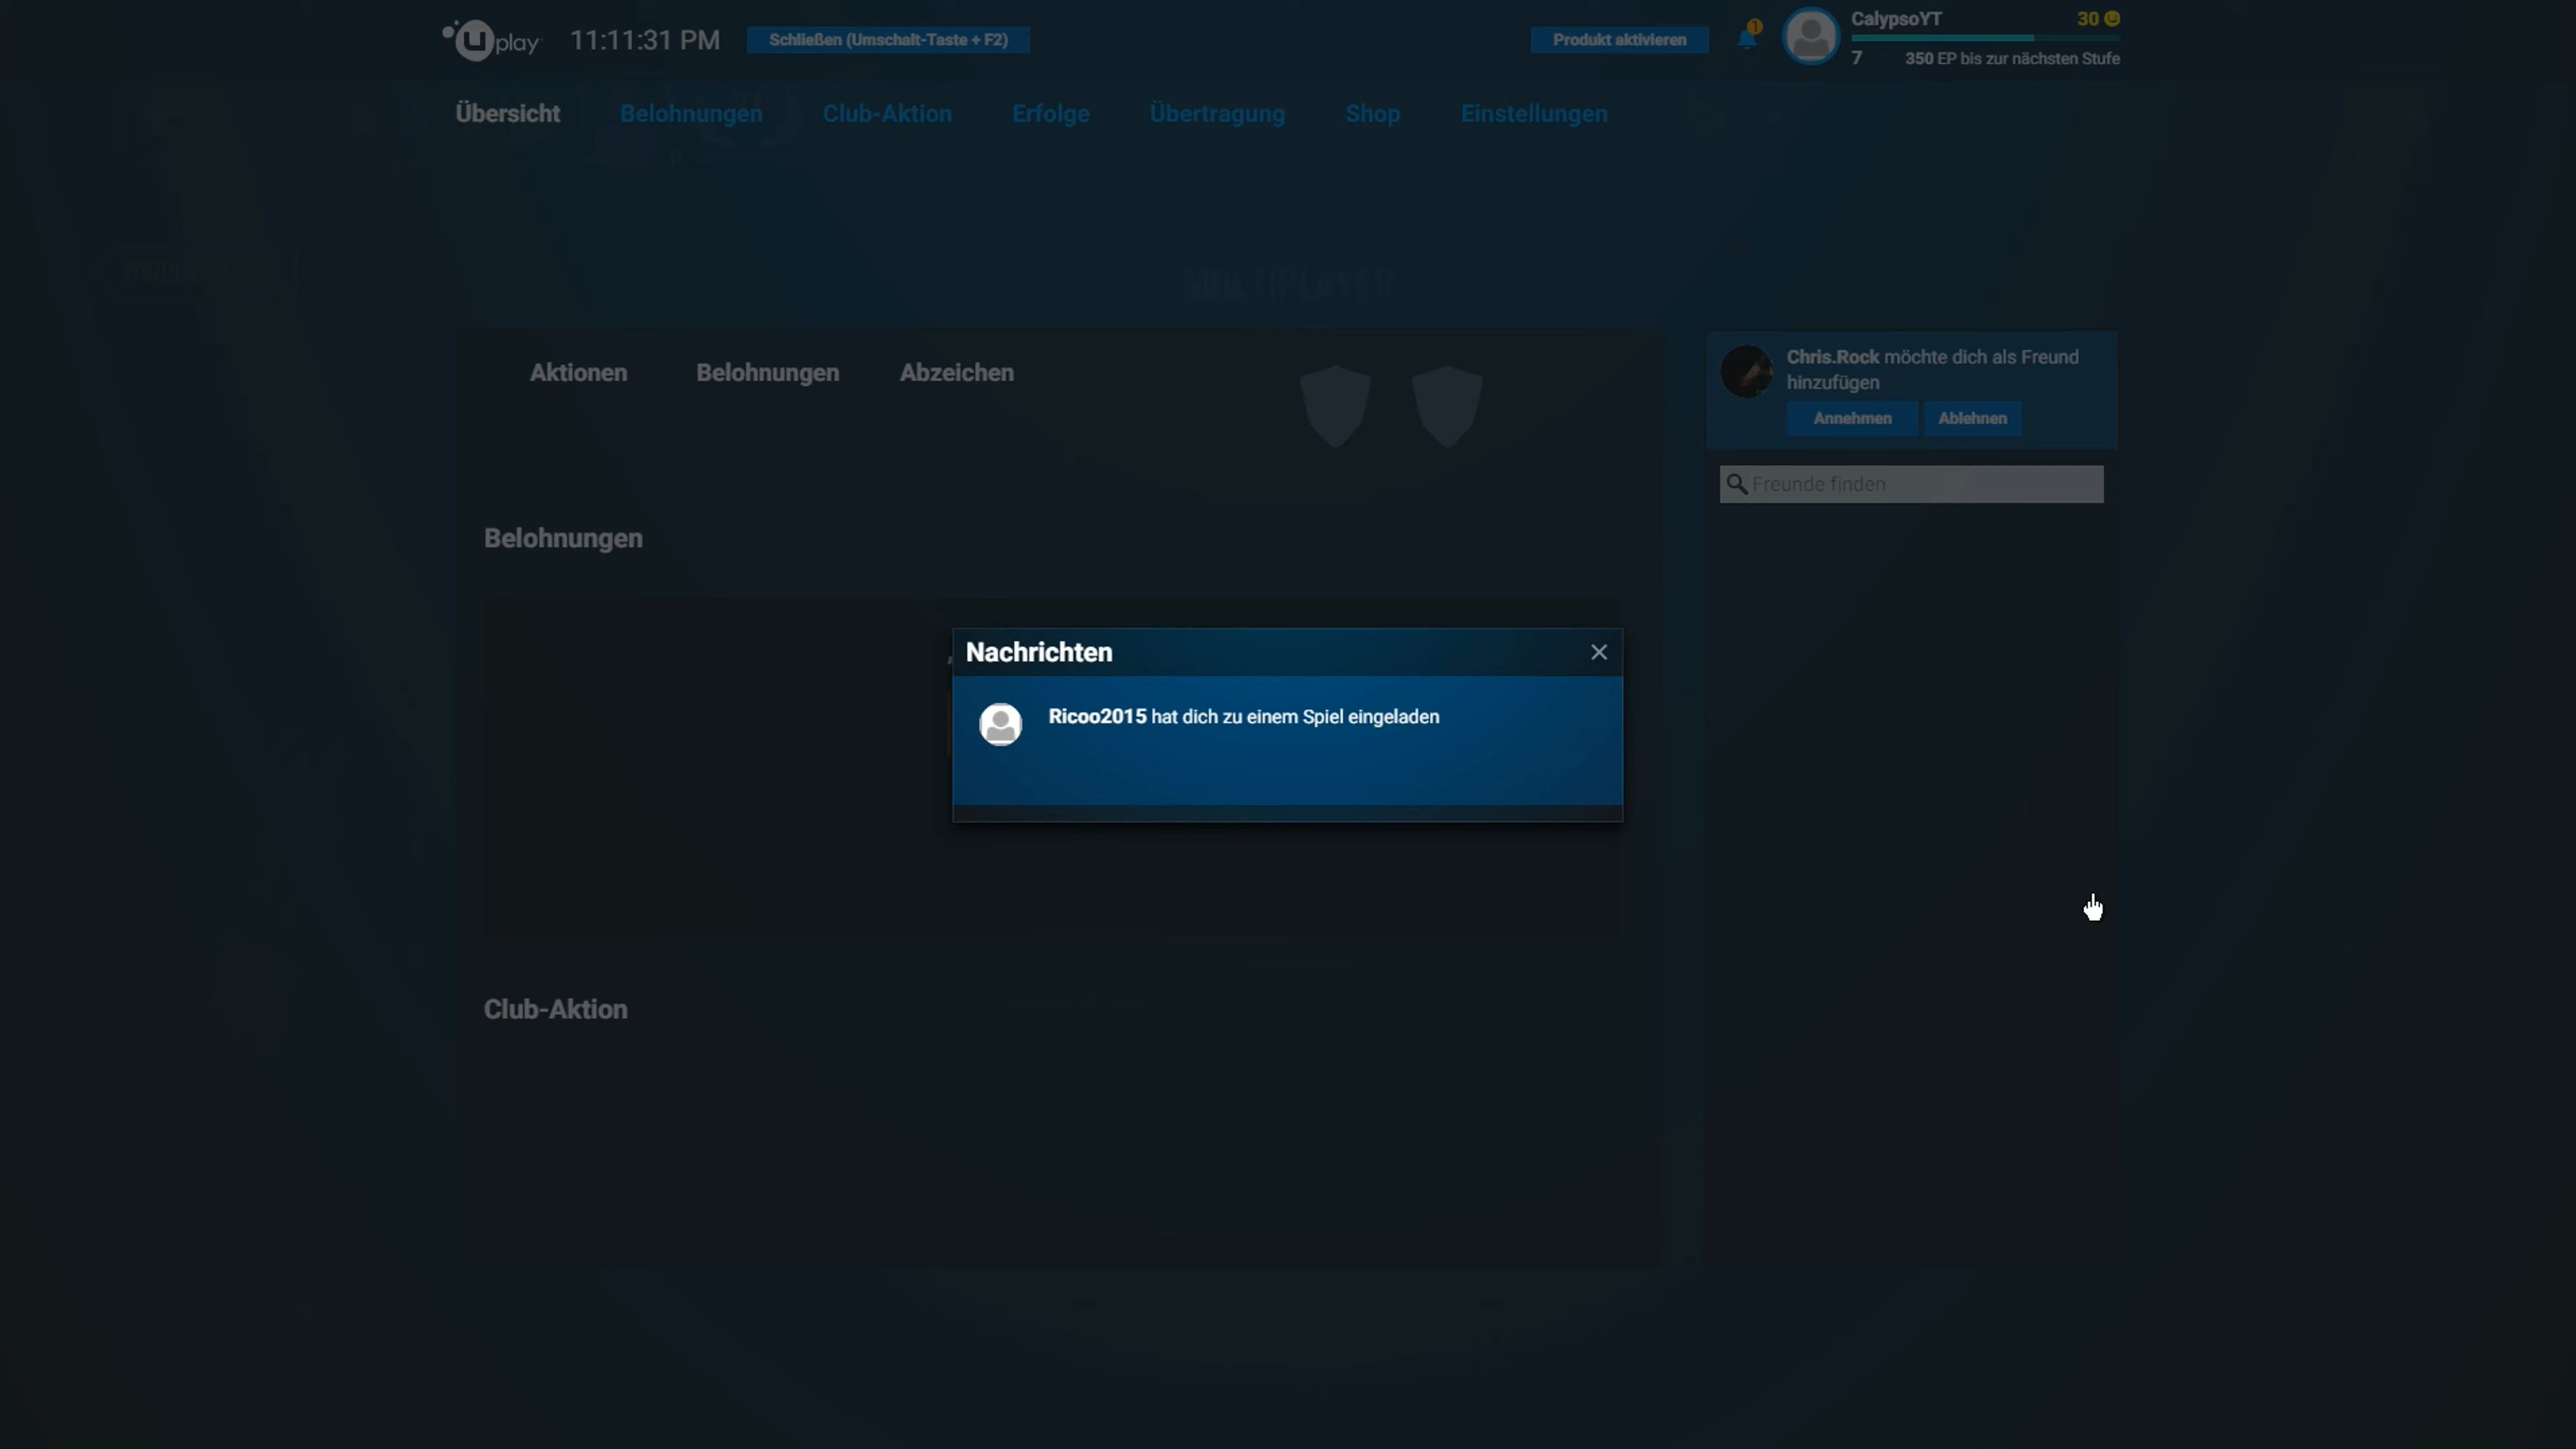 Uplay 11:11:31 PM Schließen (Umschalt-Taste + F2) Produkt aktivieren 1 CalypsoYT 30
7 350 EP bis zur nächsten Stufe
Übersicht Belohnungen Club-Aktion Erfolge Übertragung Shop Einstellungen
MULTIPLAYER
Aktionen Belohnungen Abzeichen
Chris.Rock möchte dich als Freund
hinzufügen
Annehmen Ablehnen
Freunde finden
Belohnungen
Nachrichten
Ricoo2015 hat dich zu einem Spiel eingeladen
Club-Aktion